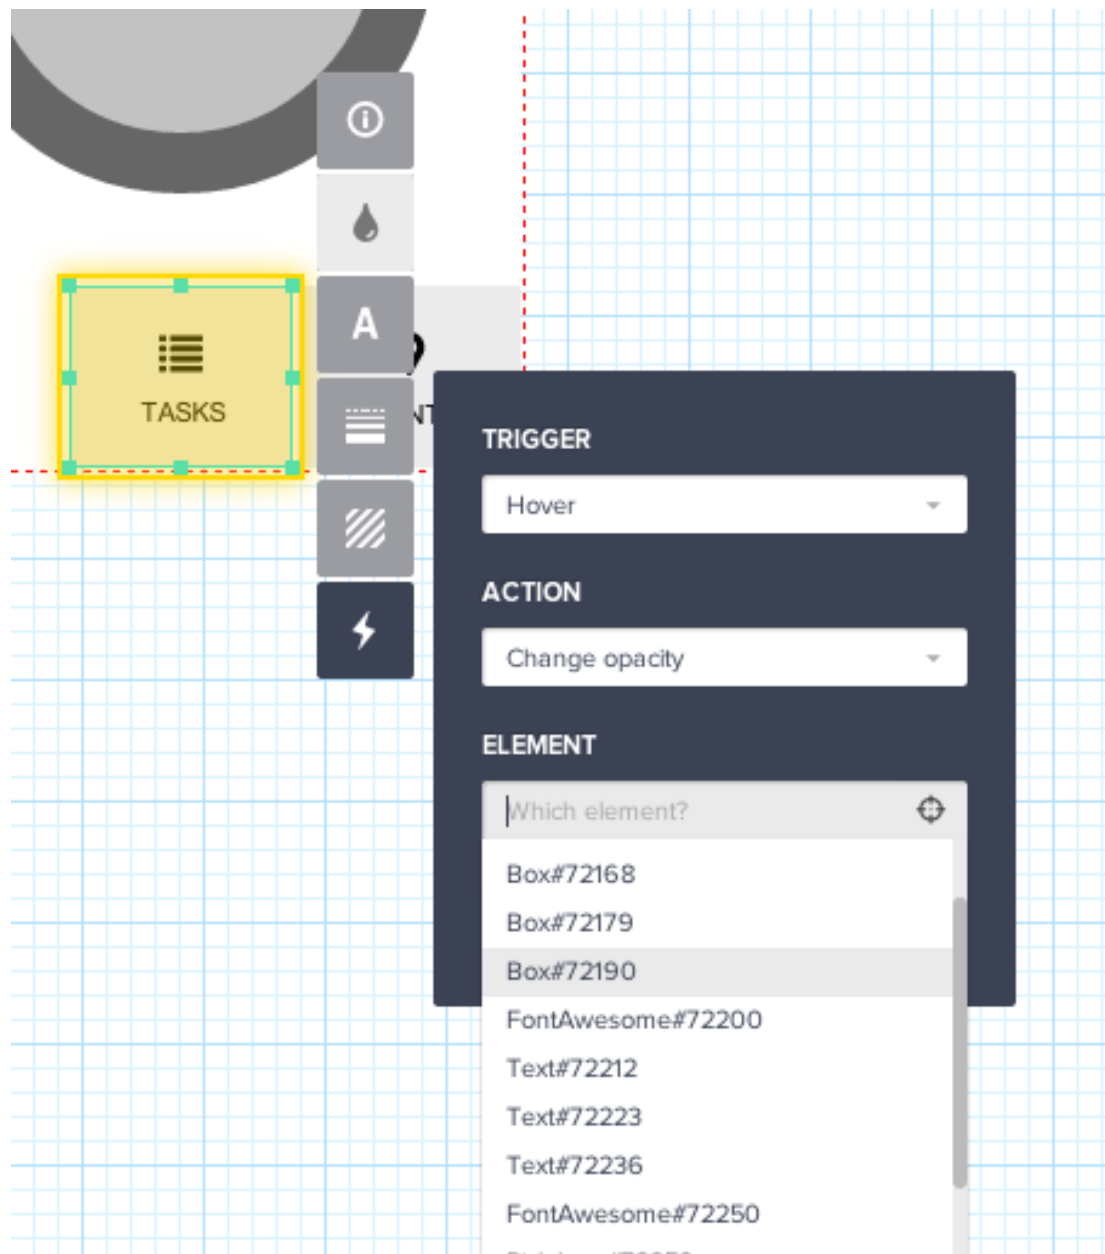 A
TASKS
NT
TRIGGER
Hover
ACTION
Change opacity
ELEMENT
Which element?
Box#72168
Box#72179
Box#72190
FontAwesome#72200
Text#72212
Text#72223
Text#72236
FontAwesome#72250